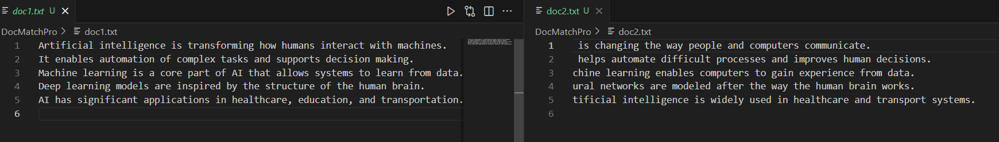 doc1.txt U
DocMatchPro > doc1.txt
1 Artificial intelligence is transforming how humans interact with machines.
2 It enables automation of complex tasks and supports decision making.
3 Machine learning is a core part of AI that allows systems to learn from data.
4 Deep learning models are inspired by the structure of the human brain.
5 AI has significant applications in healthcare, education, and transportation.
6
doc2.txt U
DocMatchPro > doc2.txt
1 is changing the way people and computers communicate.
2 helps automate difficult processes and improves human decisions.
3 chine learning enables computers to gain experience from data.
4 ural networks are modeled after the way the human brain works.
5 tificial intelligence is widely used in healthcare and transport systems.
6